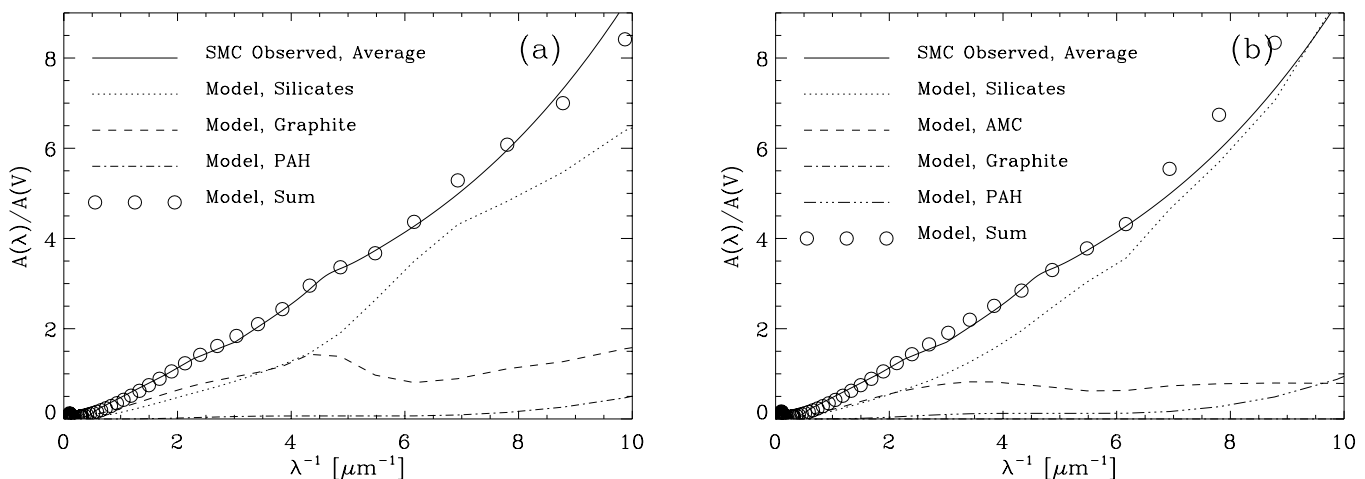 (a)
SMC Observed, Average
Model, Silicates
Model, Graphite
Model, PAH
Model, Sum
A(λ)/A(V)
8
6
4
2
0
0 2 4 6 8 10
λ⁻¹ [μm⁻¹]
(b)
SMC Observed, Average
Model, Silicates
Model, AMC
Model, Graphite
Model, PAH
Model, Sum
A(λ)/A(V)
8
6
4
2
0
0 2 4 6 8 10
λ⁻¹ [μm⁻¹]